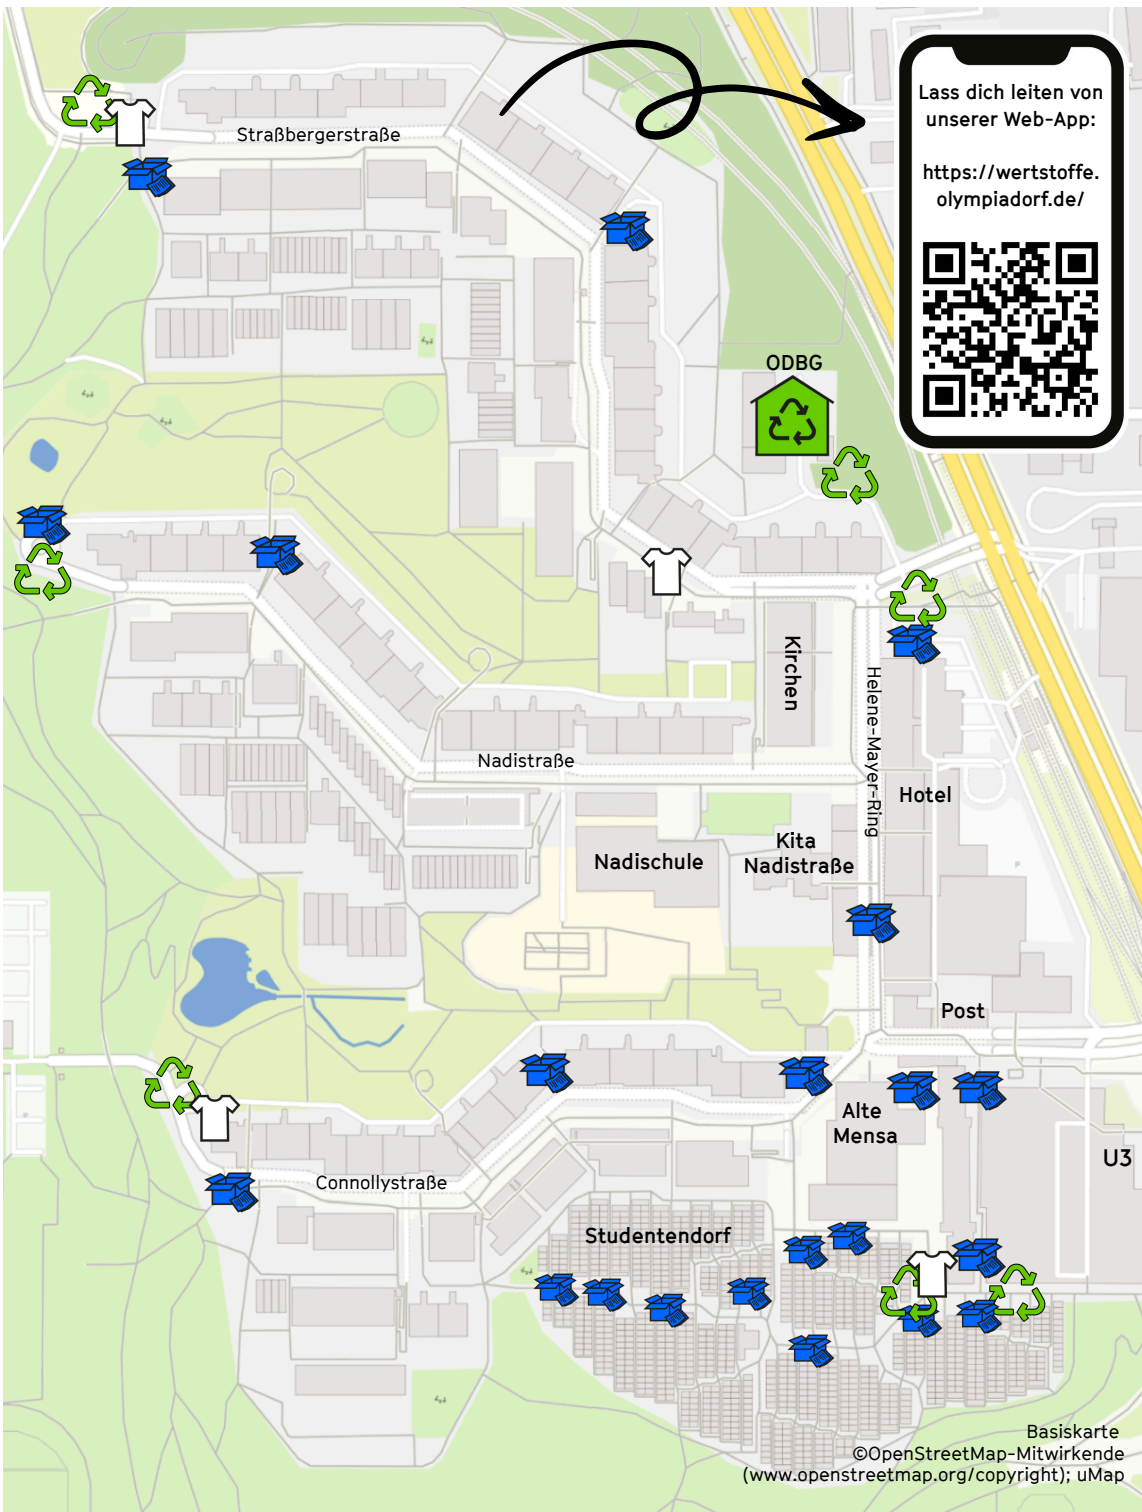 Lass dich leiten von
unserer Web-App:
https://wertstoffe.
olympiadorf.de/
Straßbergerstraße
ODBG
Kirchen
Helene-Mayer-Ring
Nadistraße
Hotel
Kita
Nadistraße
Nadischule
Post
Alte
Mensa
U3
Connollystraße
Studentendorf
Basiskarte
©OpenStreetMap-Mitwirkende
(www.openstreetmap.org/copyright); uMap